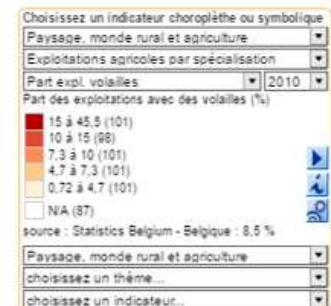 Choisissez un indicateur choroplèthe ou symbolique
Paysage, monde rural et agriculture
Exploitations agricoles par spécialisation
Part expl. volailles 2010
Part des exploitations avec des volailles (%)
15 à 45,5 (101)
10 à 15 (98)
7,3 à 10 (101)
4,7 à 7,3 (101)
0,72 à 4,7 (101)
N/A (87)
source : Statistics Belgium - Belgique : 8,5 %
Paysage, monde rural et agriculture
choisissez un thème...
choisissez un indicateur...